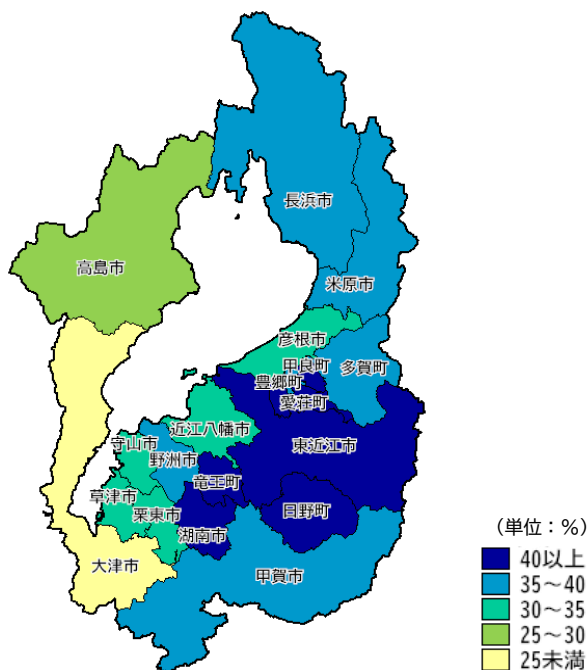 長浜市
高島市
米原市
彦根市
甲良町
多賀町
豊郷町
愛荘町
近江八幡市
守山市
東近江市
野洲市
竜王町
草津市
日野町
栗東市
湖南市
大津市
甲賀市
(単位：%)
40以上
35～40
30～35
25～30
25未満